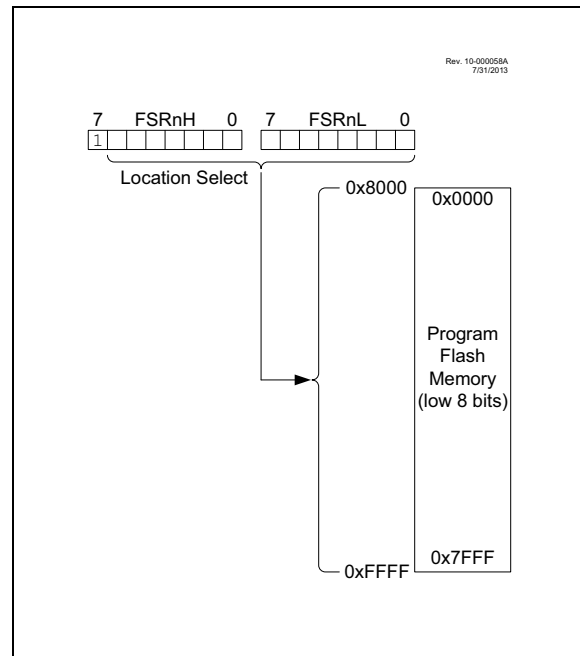 Rev. 10-000058A
7/31/2013
7 FSRnH 0 7 FSRnL 0
1
Location Select
0x8000 0x0000
Program
Flash
Memory
(low 8 bits)
0xFFFF 0x7FFF